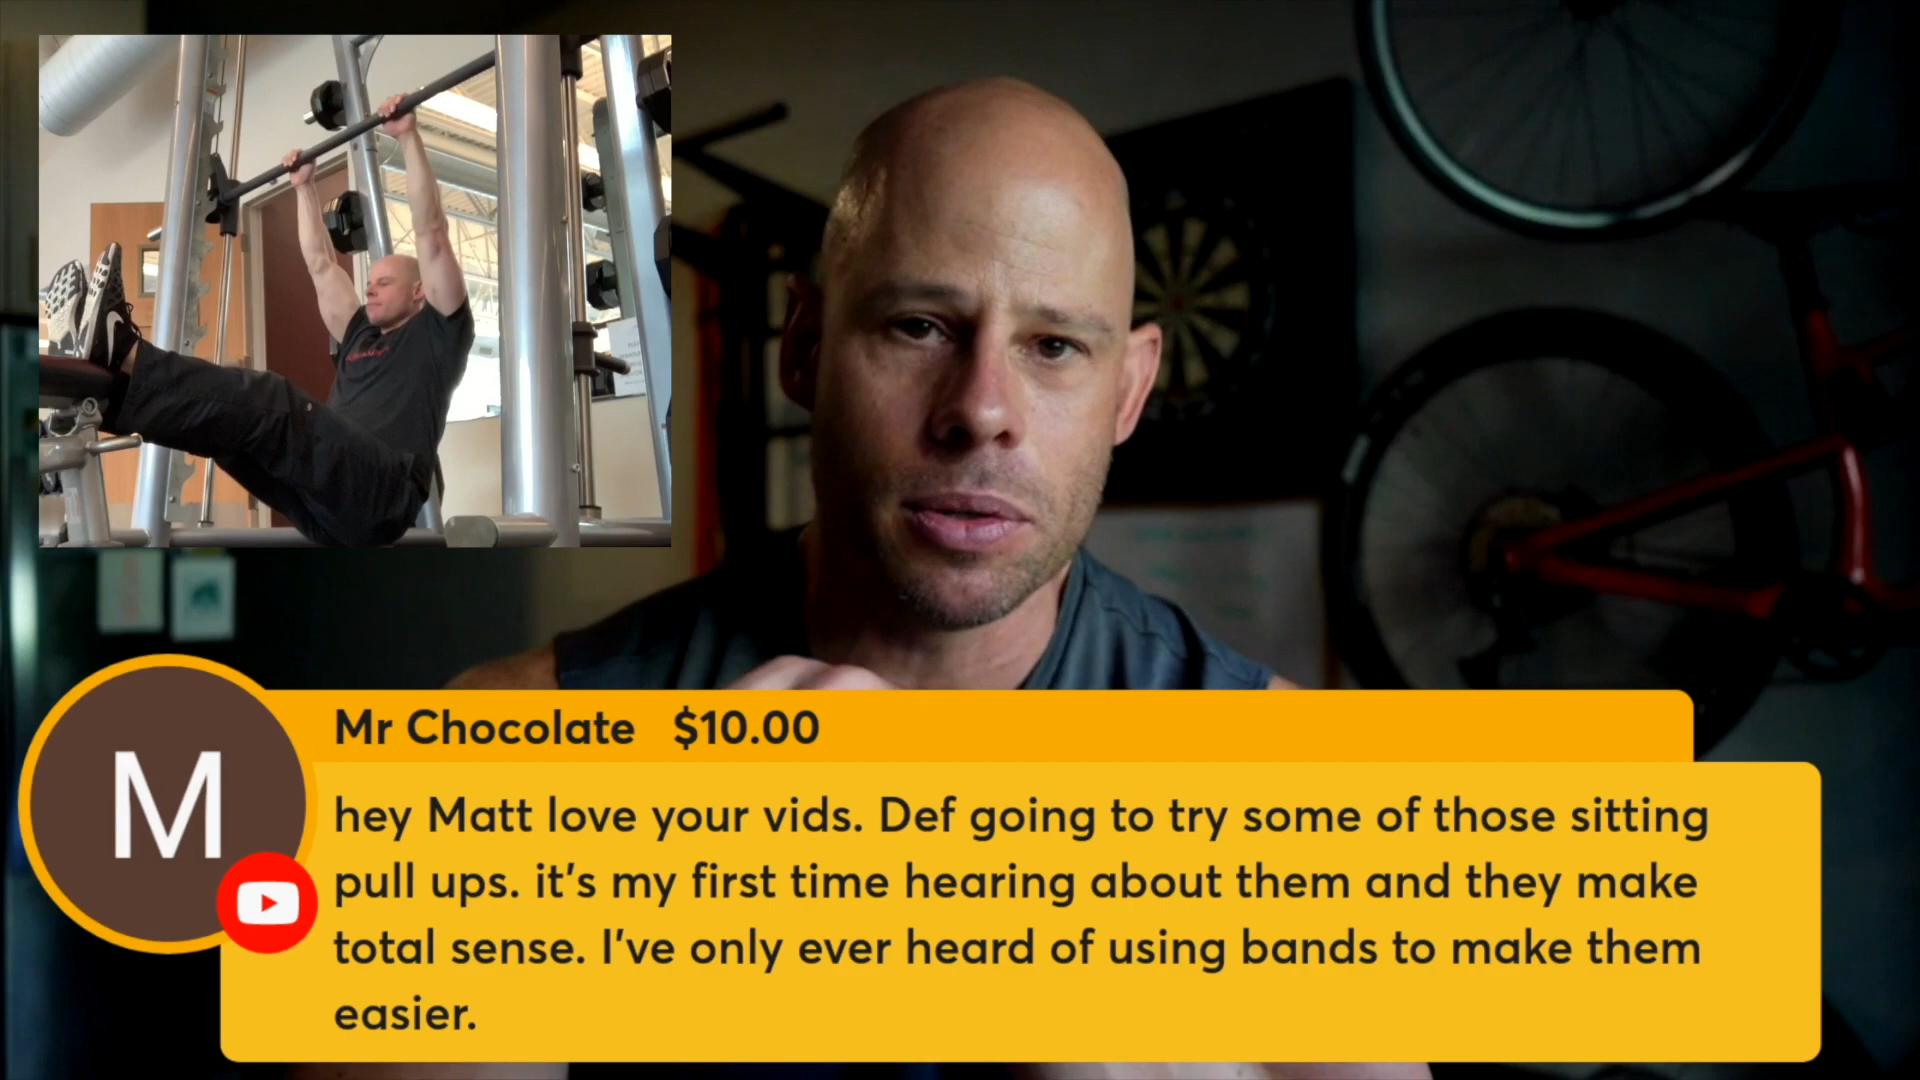 Mr Chocolate $10.00
M
hey Matt love your vids. Def going to try some of those sitting
pull ups. it's my first time hearing about them and they make
total sense. I've only ever heard of using bands to make them
easier.